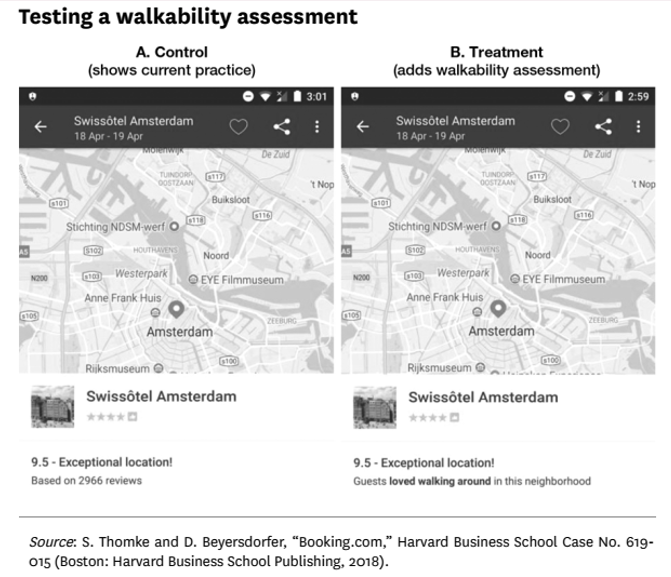 Testing a walkability assessment
A. Control
(shows current practice)
3:01
Swissôtel Amsterdam
18 Apr - 19 Apr
Molenwijk
De Zuid
TUINDORP
OOSTZAAN
s117
't Nop
Buiksloot
s101
s118
s116
Stichting NDSM-werf
A5
S102
HOUTHAVENS
Noord
N200
s103
Westerpark
EYE Filmmuseum
Anne Frank Huis
s105
ZEEBURG
Amsterdam
s100
Rijksmuseum
Swissôtel Amsterdam
9.5 - Exceptional location!
Based on 2966 reviews
B. Treatment
(adds walkability assessment)
2:59
Swissôtel Amsterdam
18 Apr - 19 Apr
Molenwijk
De Zuid
TUINDORP
OOSTZAAN
s117
't Nop
Buiksloot
s101
s118
s116
Stichting NDSM-werf
A5
S102
HOUTHAVENS
Noord
N200
s103
Westerpark
EYE Filmmuseum
Anne Frank Huis
s105
ZEEBURG
Amsterdam
s100
Rijksmuseum
Swissôtel Amsterdam
9.5 - Exceptional location!
Guests loved walking around in this neighborhood
Source: S. Thomke and D. Beyersdorfer, “Booking.com,” Harvard Business School Case No. 619-
015 (Boston: Harvard Business School Publishing, 2018).